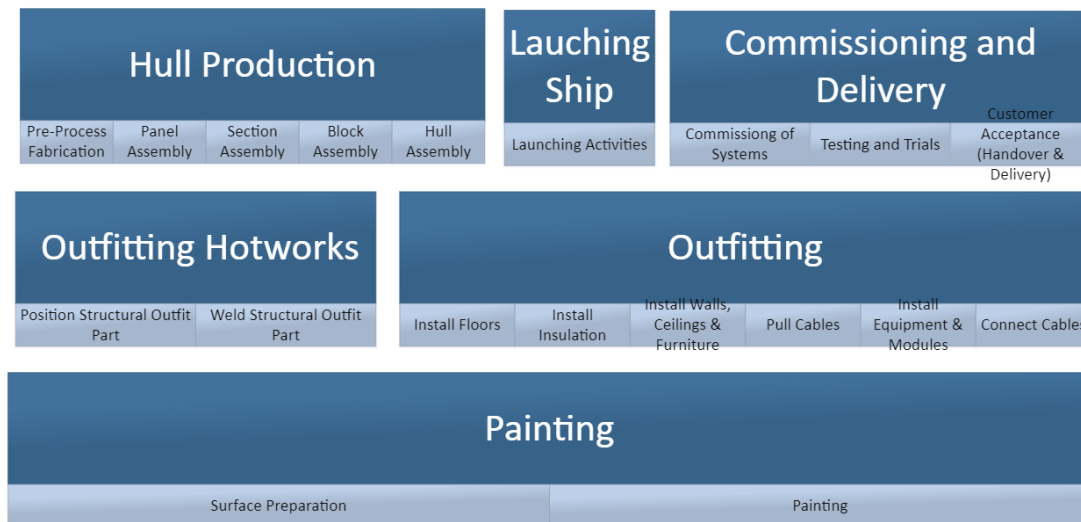 Hull Production
Pre-Process
Fabrication
Panel
Assembly
Section
Assembly
Block
Assembly
Hull
Assembly
Lauching
Ship
Launching Activities
Commissioning and
Delivery
Commissiong of
Systems
Testing and Trials
Customer
Acceptance
(Handover &
Delivery)
Outfitting Hotworks
Position Structural Outfit
Part
Weld Structural Outfit
Part
Outfitting
Install Floors
Install
Insulation
Install Walls,
Ceilings &
Furniture
Pull Cables
Install
Equipment &
Modules
Connect Cables
Painting
Surface Preparation
Painting